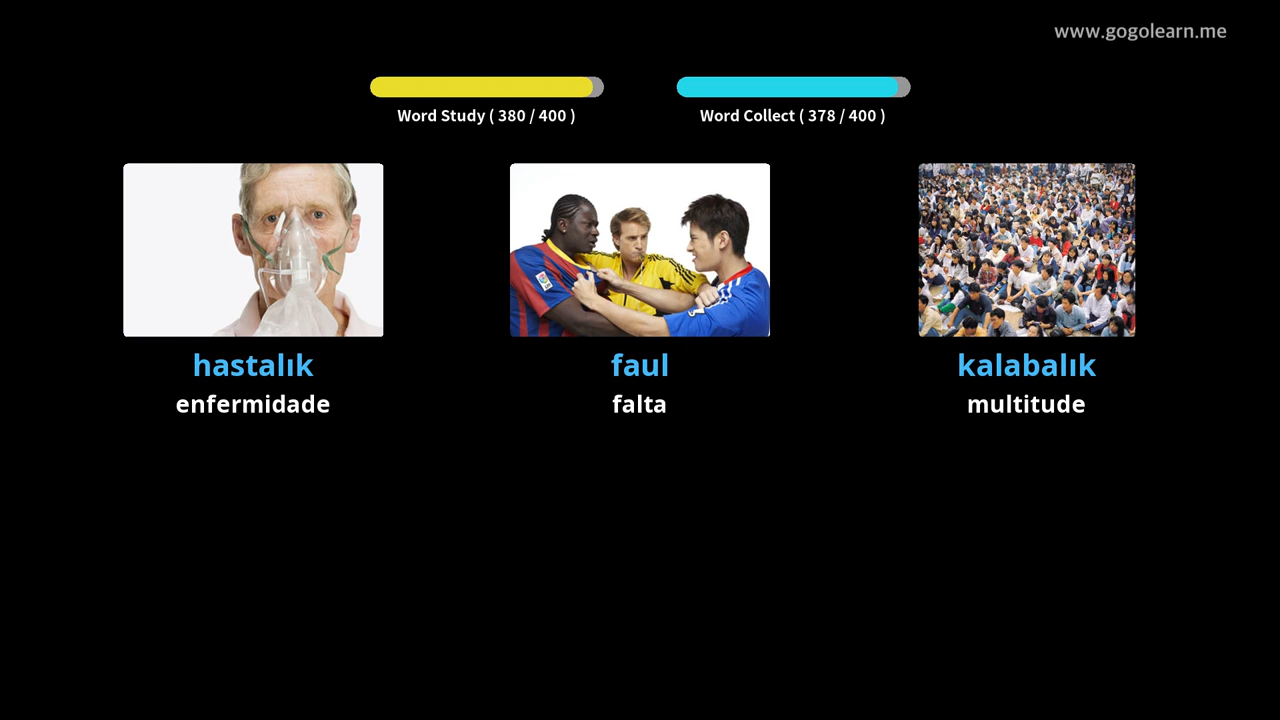 www.gogolearn.me
Word Study ( 380 / 400 )
Word Collect ( 378 / 400 )
hastalık
faul
kalabalık
enfermidade
falta
multitude